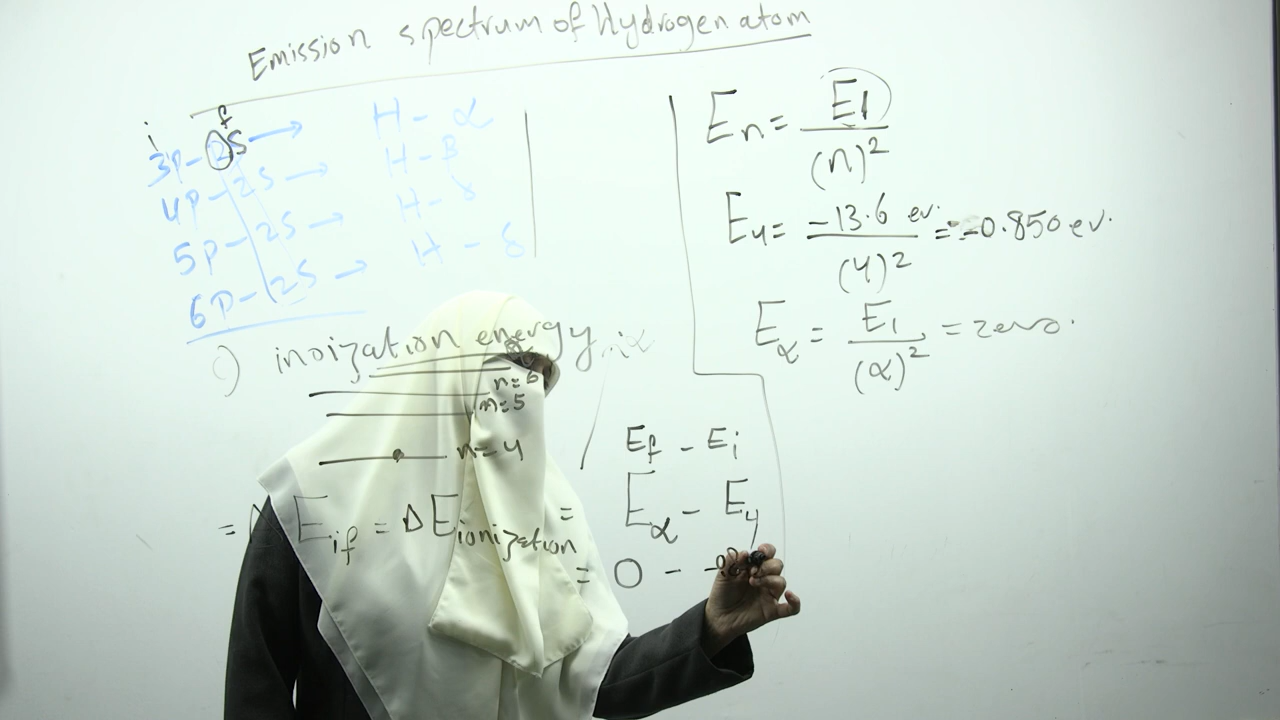 Emission spectrum of Hydrogen atom
i f
3P-2S → H-α
4P-2S → H-β
5P-2S → H-γ
6P-2S → H-δ
En = E1 / (n)²
E4 = -13.6 ev. / (4)² = -0.850 ev.
Eα = E1 / (α)² = zero.
inoization energy
n=6
n=5
n=4
Ef - Ei
= ΔEif = ΔEionization = Eα - E4
= 0 -